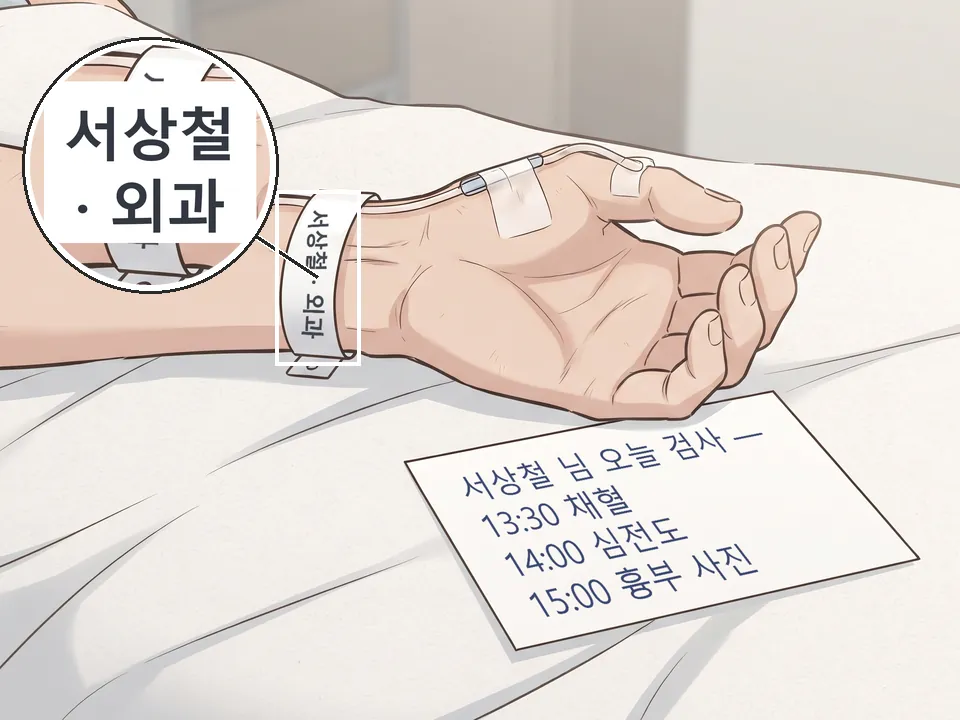 서상철
· 외과
서상철 · 외과
서상철 님 오늘 검사 —
13:30 채혈
14:00 심전도
15:00 흉부 사진